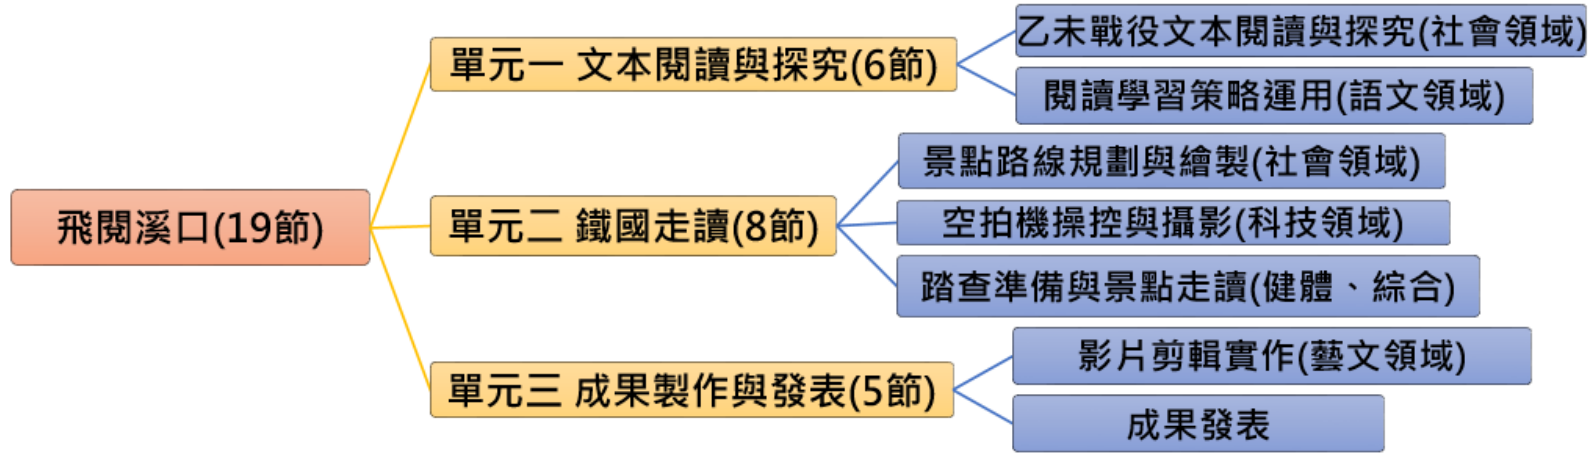 飛閱溪口(19節)
單元一 文本閱讀與探究(6節)
乙未戰役文本閱讀與探究(社會領域)
閱讀學習策略運用(語文領域)
單元二 鐵國走讀(8節)
景點路線規劃與繪製(社會領域)
空拍機操控與攝影(科技領域)
踏查準備與景點走讀(健體、綜合)
單元三 成果製作與發表(5節)
影片剪輯實作(藝文領域)
成果發表